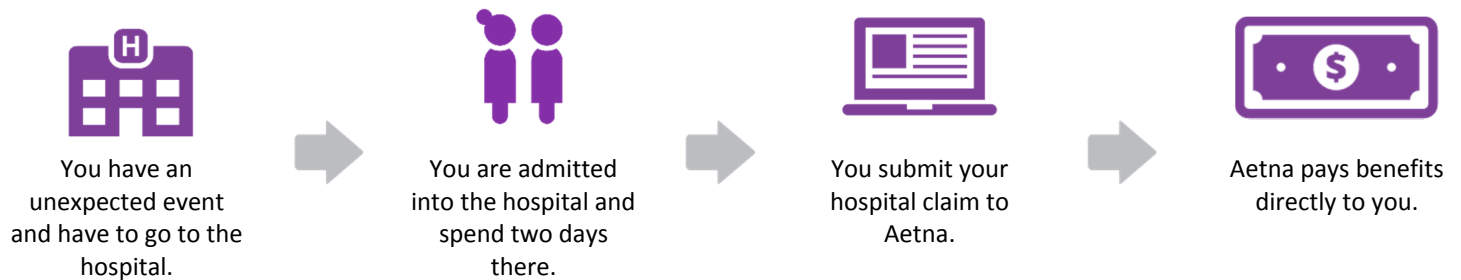 H
$
You have an
unexpected event
and have to go to the
hospital.
You are admitted
into the hospital and
spend two days
there.
You submit your
hospital claim to
Aetna.
Aetna pays benefits
directly to you.